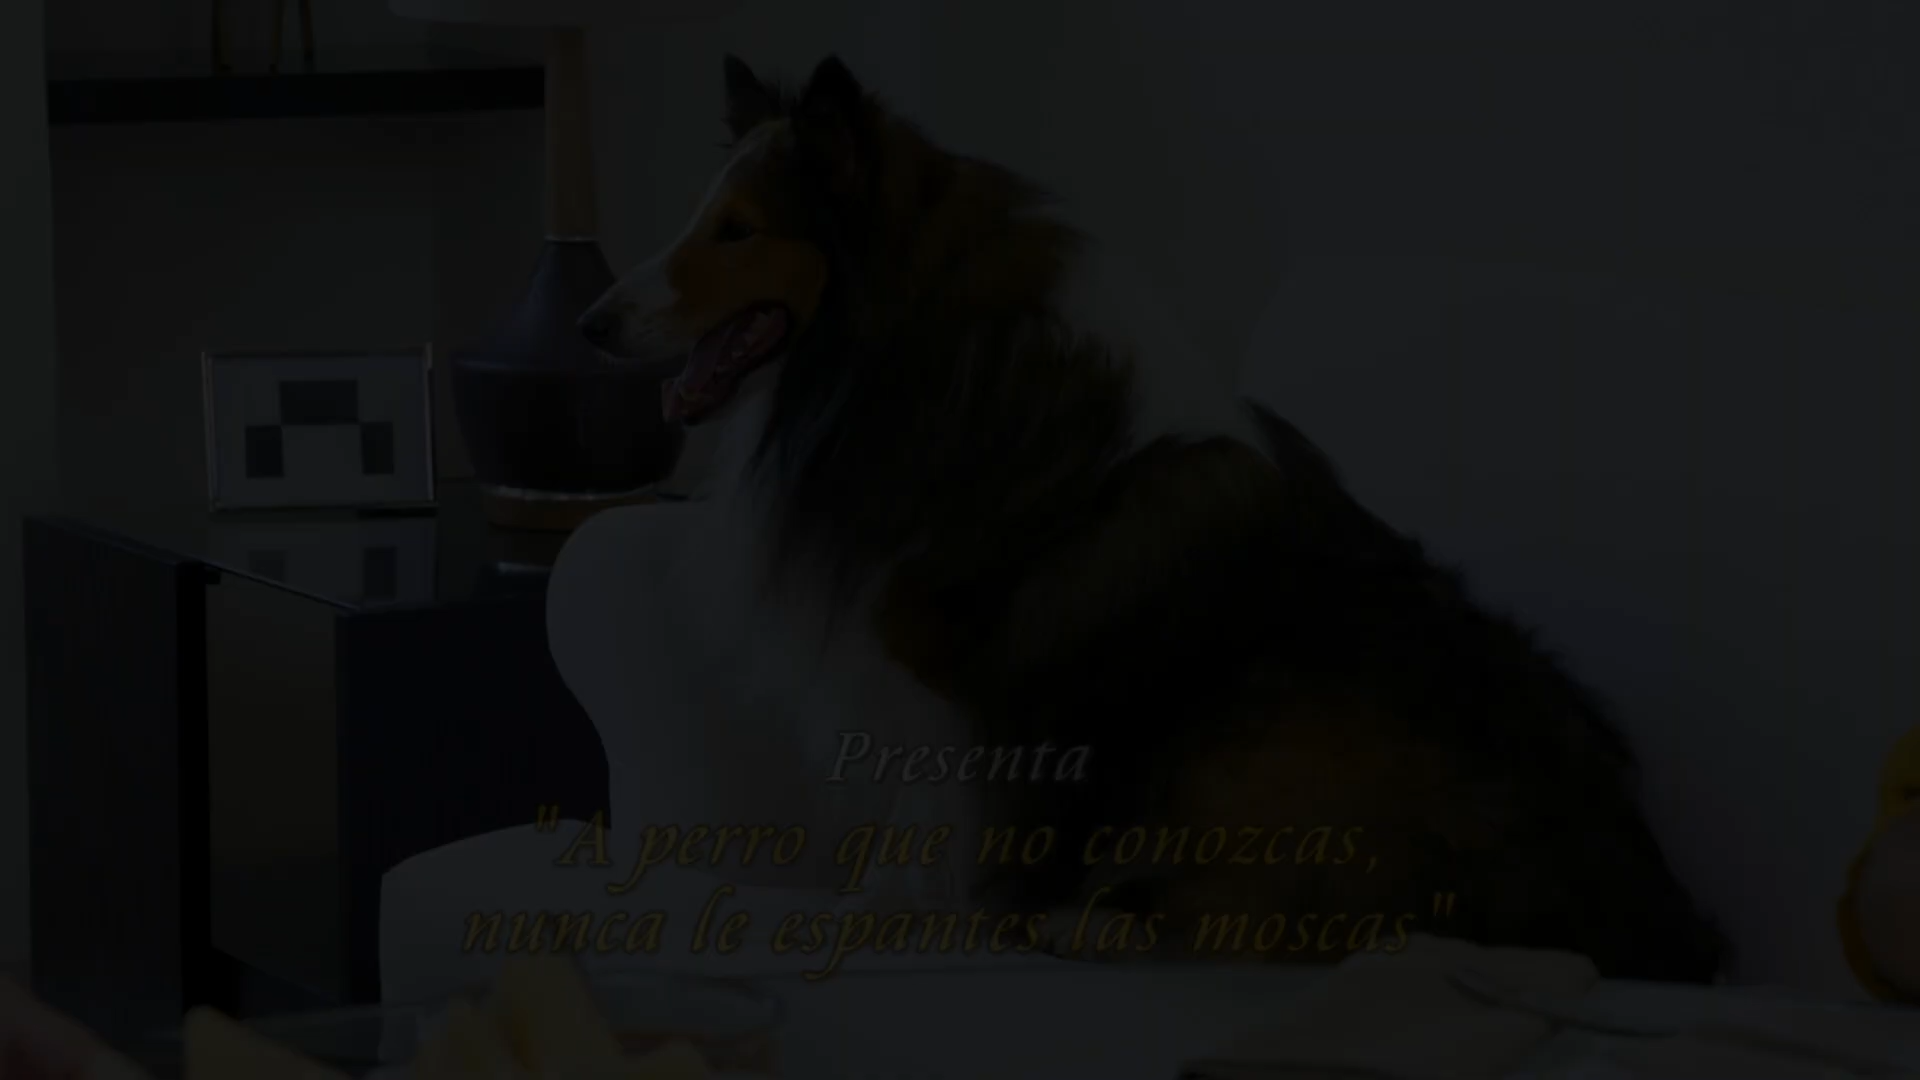 Presenta
"A perro que no conozcas,
nunca le espantes las moscas"